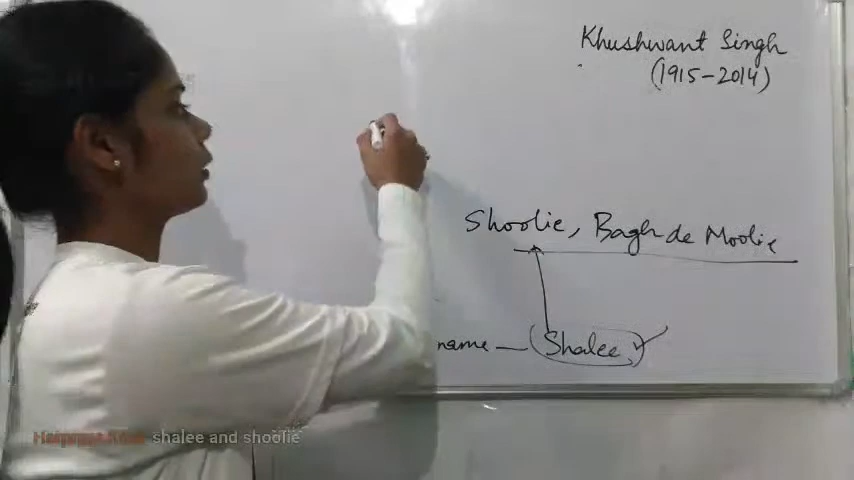 Khushwant Singh
(1915-2014)
Shoolie, Bagh de Moolie
name — (Shalee,)
shalee and shoolie